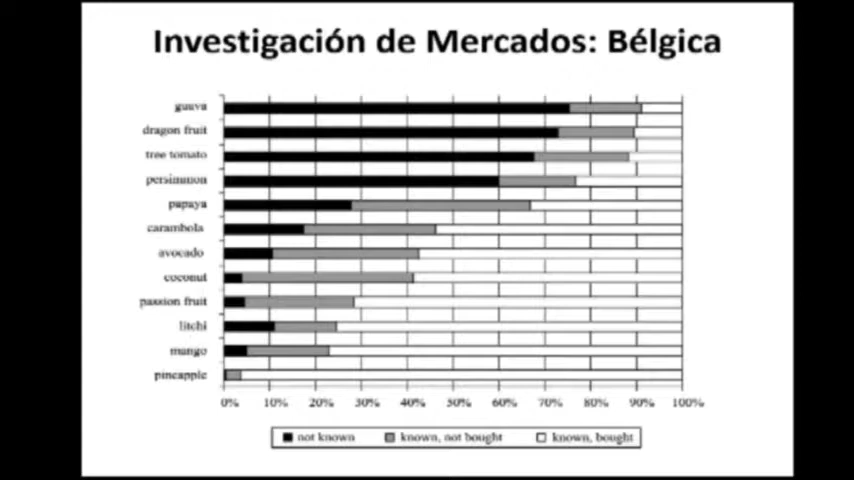 Investigación de Mercados: Bélgica
guava
dragon fruit
tree tomato
persimmon
papaya
carambola
avocado
coconut
passion fruit
litchi
mango
pineapple
0% 10% 20% 30% 40% 50% 60% 70% 80% 90% 100%
not known known, not bought known, bought